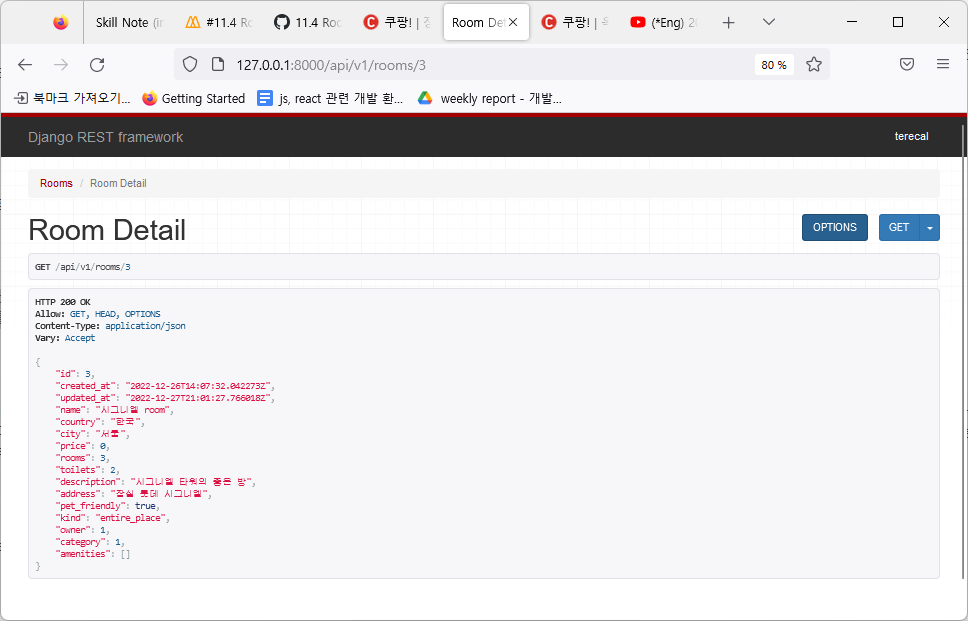 Skill Note (in
#11.4 Ro
11.4 Roo
쿠팡! | 정
Room Det
쿠팡! |
(*Eng) 2
127.0.0.1:8000/api/v1/rooms/3
80 %
북마크 가져오기...
Getting Started
js, react 관련 개발 환...
weekly report - 개발...
Django REST framework
terecal
Rooms / Room Detail
Room Detail
OPTIONS
GET
GET /api/v1/rooms/3
HTTP 200 OK
Allow: GET, HEAD, OPTIONS
Content-Type: application/json
Vary: Accept
{
"id": 3,
"created_at": "2022-12-26T14:07:32.042273Z",
"updated_at": "2022-12-27T21:01:27.766018Z",
"name": "시그니엘 room",
"country": "한국",
"city": "서울",
"price": 0,
"rooms": 3,
"toilets": 2,
"description": "시그니엘 타워의 좋은 방",
"address": "잠실 롯데 시그니엘",
"pet_friendly": true,
"kind": "entire_place",
"owner": 1,
"category": 1,
"amenities": []
}